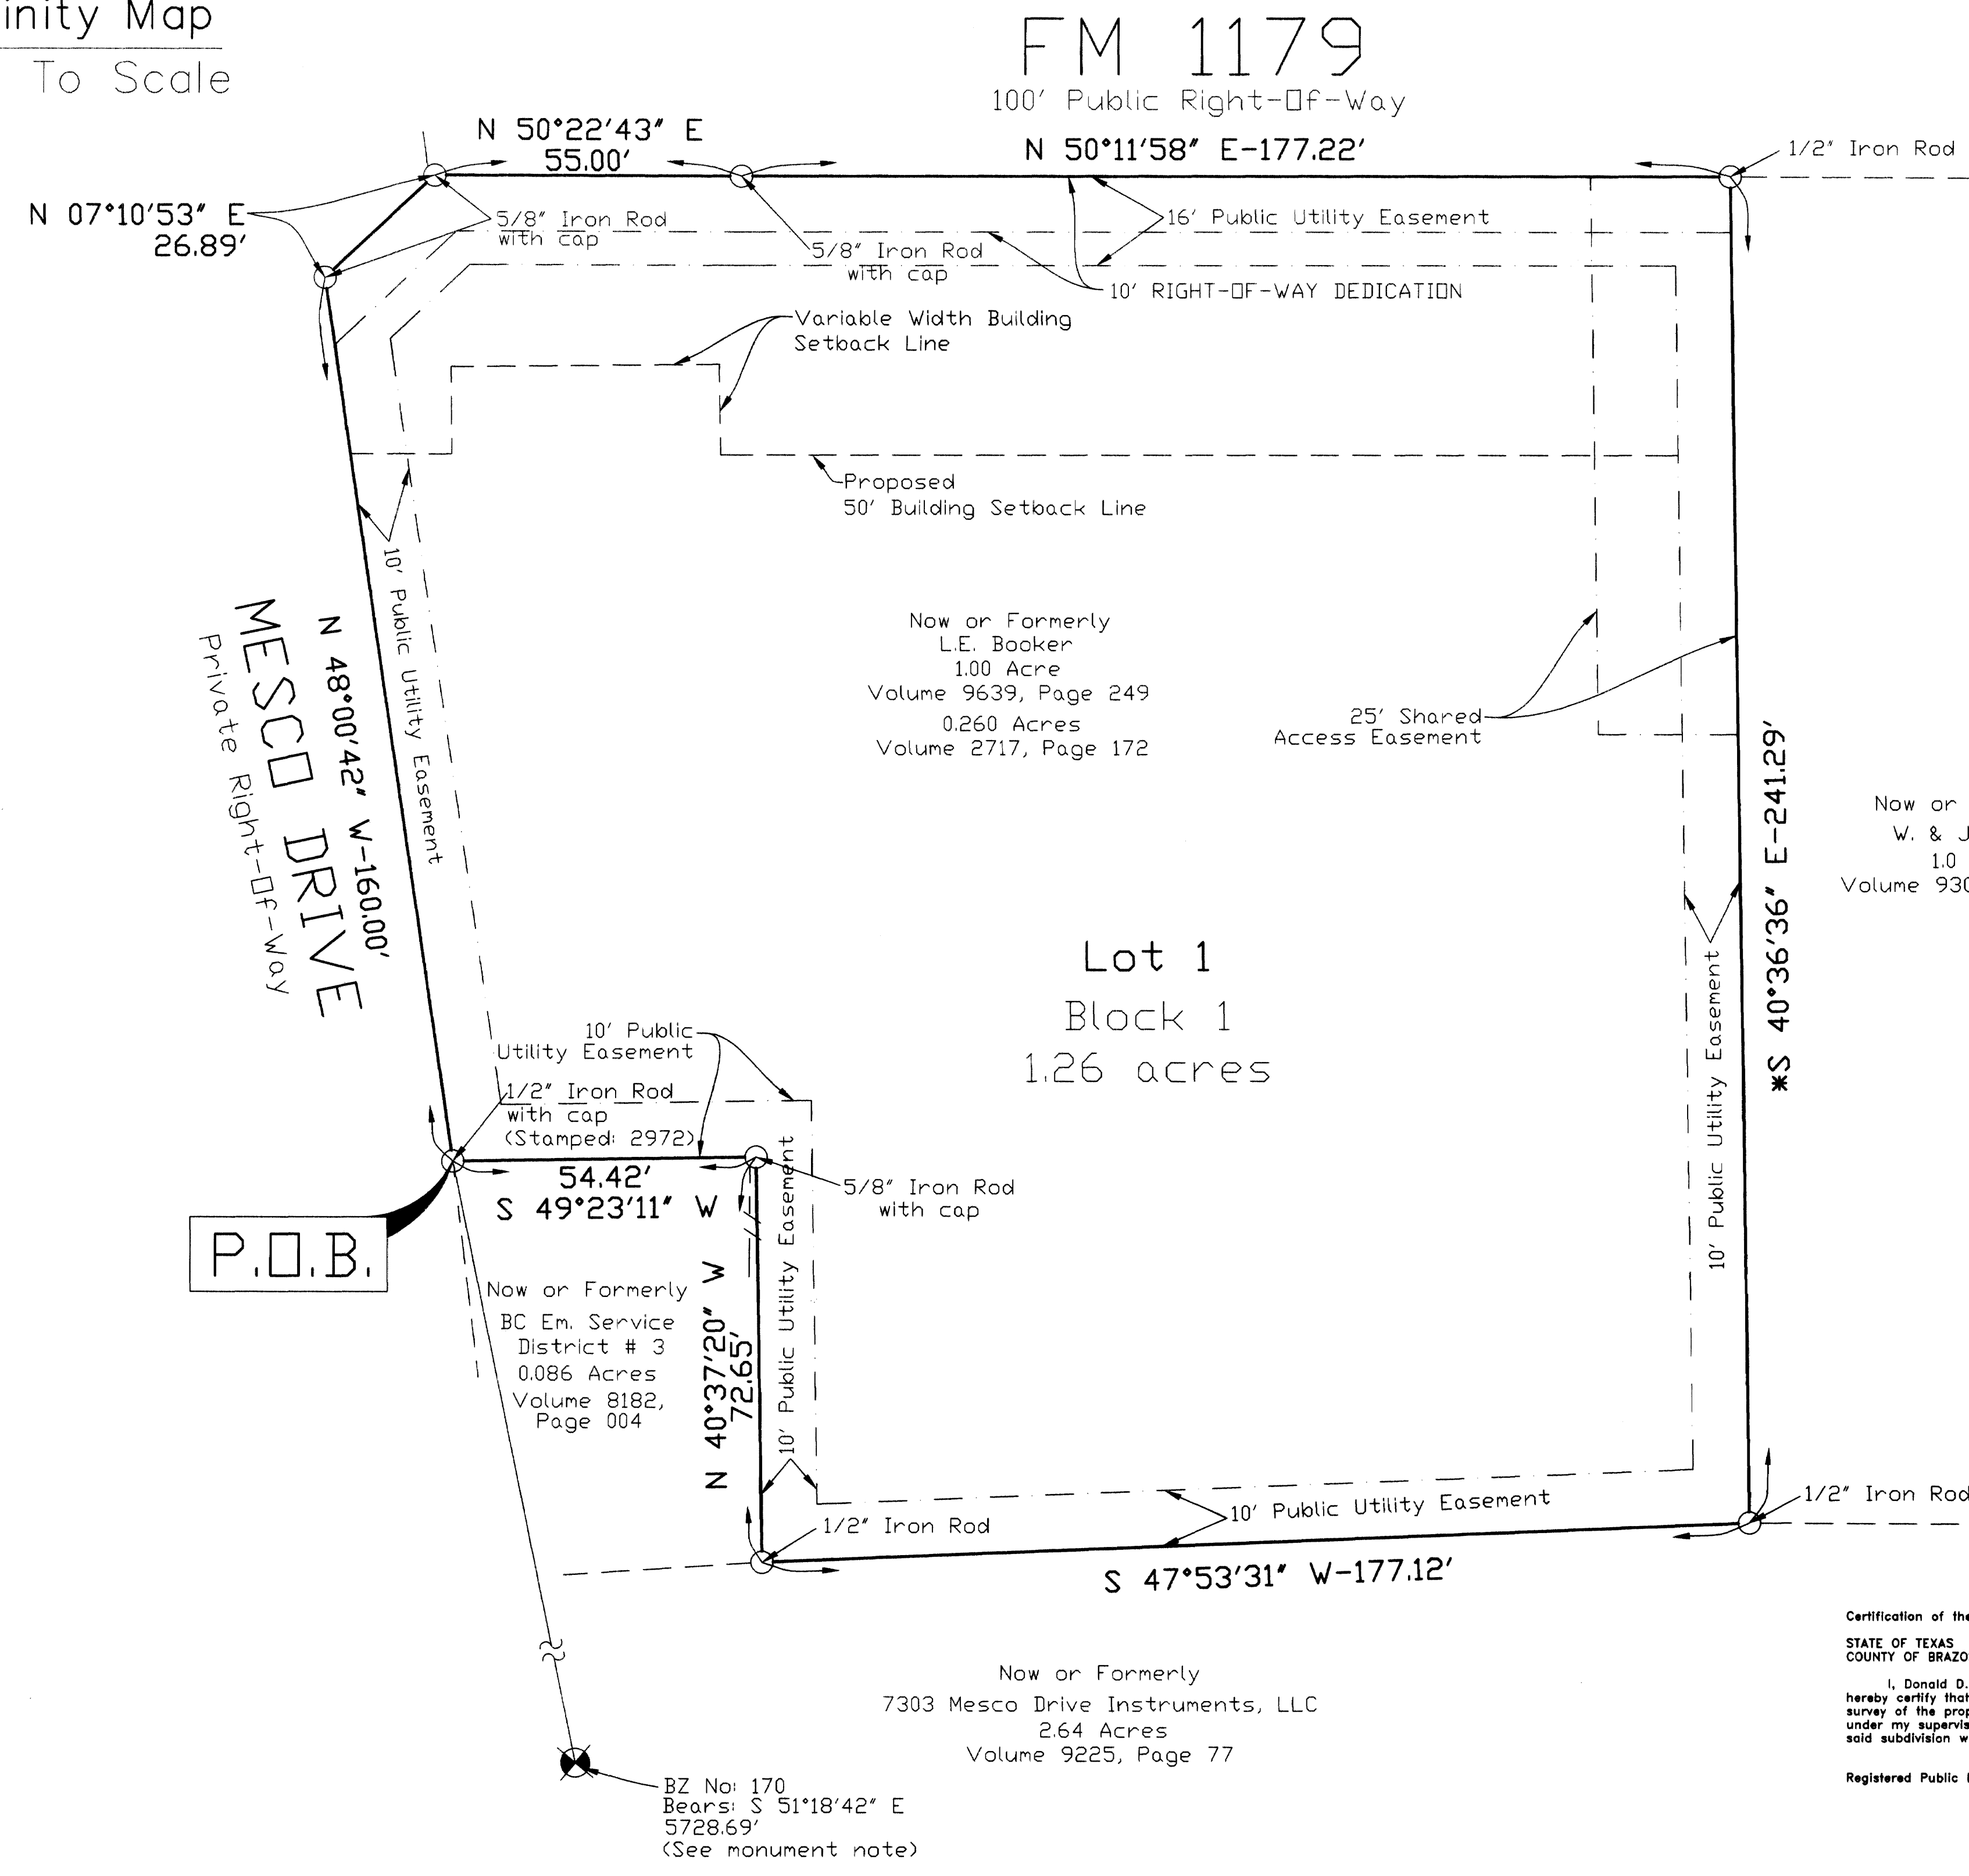 inity Map
To Scale
FM 1179
100' Public Right-Of-Way
N 50°22'43" E
55.00'
N 50°11'58" E-177.22'
1/2" Iron Rod
N 07°10'53" E
26.89'
5/8" Iron Rod
with cap
5/8" Iron Rod
with cap
16' Public Utility Easement
10' RIGHT-OF-WAY DEDICATION
Variable Width Building
Setback Line
Proposed
50' Building Setback Line
10' Public Utility Easement
N 48°00'42" W-160.00'
MESCO DRIVE
Private Right-Of-Way
Now or Formerly
L.E. Booker
1.00 Acre
Volume 9639, Page 249
0.260 Acres
Volume 2717, Page 172
25' Shared
Access Easement
*S 40°36'36" E-241.29'
Now or
W. & J
1.0
Volume 930
Lot 1
Block 1
1.26 acres
10' Public Utility Easement
10' Public
Utility Easement
1/2" Iron Rod
with cap
(Stamped: 2972)
54.42'
S 49°23'11" W
5/8" Iron Rod
with cap
P.O.B.
Now or Formerly
BC Em. Service
District # 3
0.086 Acres
Volume 8182,
Page 004
N 40°37'20" W
72.65'
10' Public Utility Easement
1/2" Iron Rod
10' Public Utility Easement
1/2" Iron Rod
S 47°53'31" W-177.12'
Now or Formerly
7303 Mesco Drive Instruments, LLC
2.64 Acres
Volume 9225, Page 77
BZ No: 170
Bears: S 51°18'42" E
5728.69'
(See monument note)
Certification of the
STATE OF TEXAS
COUNTY OF BRAZO
I, Donald D.
hereby certify that
survey of the prop
under my supervis
said subdivision w
Registered Public